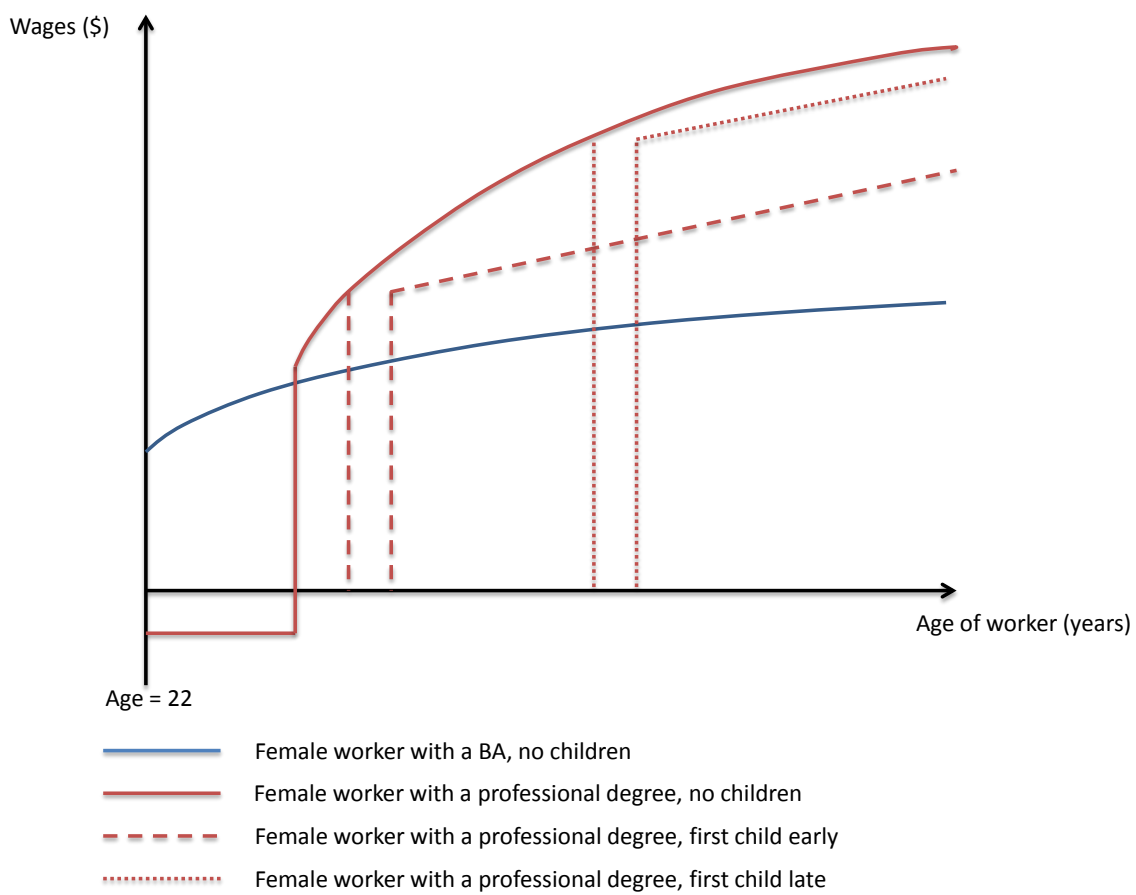 Wages ($)
Age of worker (years)
Age = 22
Female worker with a BA, no children
Female worker with a professional degree, no children
Female worker with a professional degree, first child early
Female worker with a professional degree, first child late